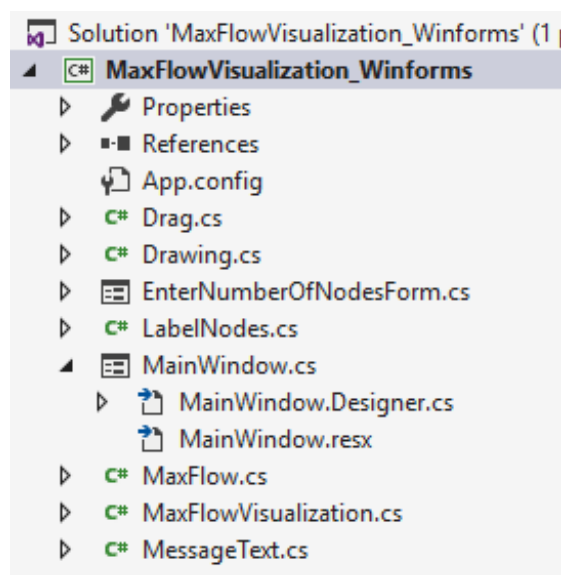 Solution 'MaxFlowVisualization_Winforms' (1
C# MaxFlowVisualization_Winforms
Properties
References
App.config
C# Drag.cs
C# Drawing.cs
EnterNumberOfNodesForm.cs
C# LabelNodes.cs
MainWindow.cs
MainWindow.Designer.cs
MainWindow.resx
C# MaxFlow.cs
C# MaxFlowVisualization.cs
C# MessageText.cs